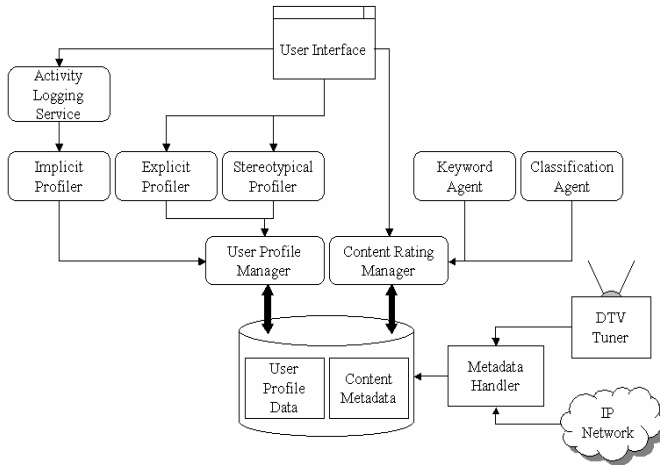 User Interface
Activity
Logging
Service
Implicit
Profiler
Explicit
Profiler
Stereotypical
Profiler
Keyword
Agent
Classification
Agent
User Profile
Manager
Content Rating
Manager
DTV
Tuner
User
Profile
Data
Content
Metadata
Metadata
Handler
IP
Network